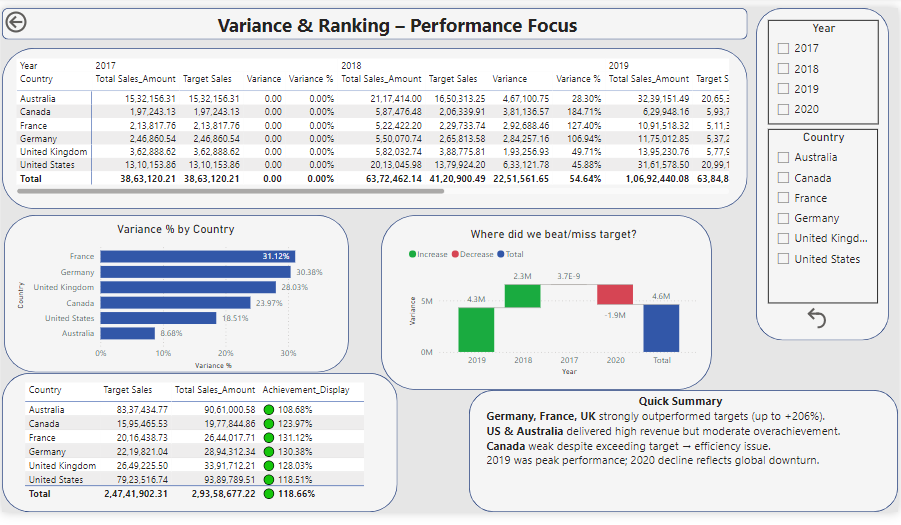 Variance & Ranking – Performance Focus
Year 2017 2018 2019
Country Total Sales_Amount Target Sales Variance Variance % Total Sales_Amount Target Sales Variance Variance % Total Sales_Amount Target S
Australia 15,32,156.31 15,32,156.31 0.00 0.00% 21,17,414.00 16,50,313.25 4,67,100.75 28.30% 32,39,151.49 20,65,3
Canada 1,97,243.13 1,97,243.13 0.00 0.00% 5,87,476.48 2,06,339.91 3,81,136.57 184.71% 6,29,948.16 5,93,7
France 2,13,817.76 2,13,817.76 0.00 0.00% 5,22,422.20 2,29,733.74 2,92,688.46 127.40% 10,91,518.32 5,11,3
Germany 2,46,860.54 2,46,860.54 0.00 0.00% 5,50,070.74 2,65,813.58 2,84,257.16 106.94% 11,75,012.85 5,37,2
United Kingdom 3,62,888.62 3,62,888.62 0.00 0.00% 5,82,032.74 3,88,775.81 1,93,256.93 49.71% 13,95,230.76 5,77,9
United States 13,10,153.86 13,10,153.86 0.00 0.00% 20,13,045.98 13,79,924.20 6,33,121.78 45.88% 31,61,578.50 20,99,1
Total 38,63,120.21 38,63,120.21 0.00 0.00% 63,72,462.14 41,20,900.49 22,51,561.65 54.64% 1,06,92,440.08 63,84,8
Year
2017
2018
2019
2020
Country
Australia
Canada
France
Germany
United Kingd...
United States
Variance % by Country
Country
France 31.12%
Germany 30.38%
United Kingdom 28.03%
Canada 23.97%
United States 18.51%
Australia 8.68%
0% 10% 20% 30%
Variance %
Where did we beat/miss target?
Increase Decrease Total
Variance
5M
0M
4.3M 2.3M 3.7E-9 -1.9M 4.6M
2019 2018 2017 2020 Total
Year
Country Target Sales Total Sales_Amount Achievement_Display
Australia 83,37,434.77 90,61,000.58 108.68%
Canada 15,95,465.53 19,77,844.86 123.97%
France 20,16,438.73 26,44,017.71 131.12%
Germany 22,19,821.04 28,94,312.34 130.38%
United Kingdom 26,49,225.50 33,91,712.21 128.03%
United States 79,23,516.74 93,89,789.51 118.51%
Total 2,47,41,902.31 2,93,58,677.22 118.66%
Quick Summary
Germany, France, UK strongly outperformed targets (up to +206%).
US & Australia delivered high revenue but moderate overachievement.
Canada weak despite exceeding target → efficiency issue.
2019 was peak performance; 2020 decline reflects global downturn.